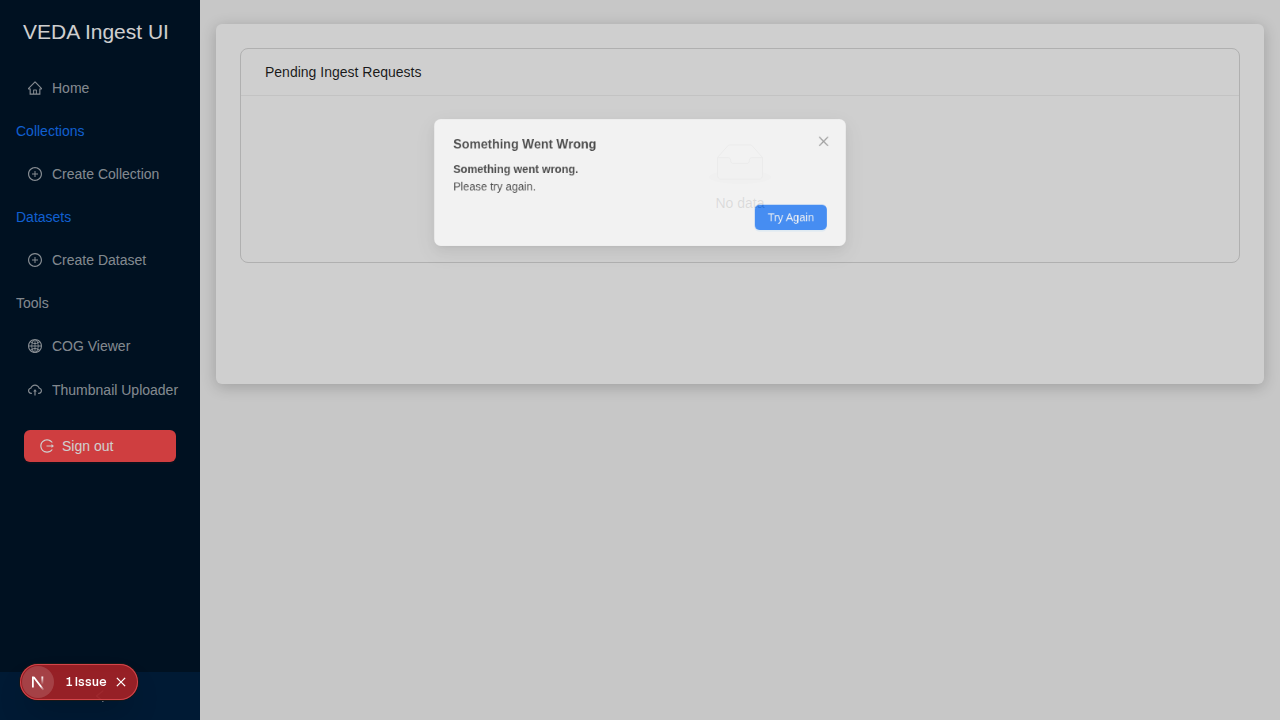 VEDA Ingest UI
Home
Collections
Create Collection
Datasets
Create Dataset
Tools
COG Viewer
Thumbnail Uploader
Sign out
1 Issue
Pending Ingest Requests
Something Went Wrong
Something went wrong.
Please try again.
No data
Try Again